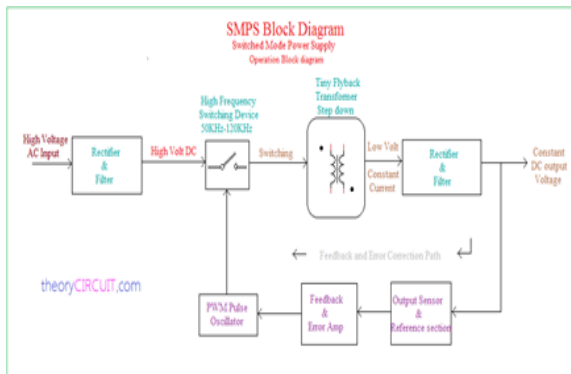 SMPS Block Diagram
Switched Mode Power Supply
Operation Block diagram
High Frequency
Switching Device
50KHz-120KHz
Tiny Flyback
Transformer
Step down
High Voltage
AC Input
Rectifier
&
Filter
High Volt DC
Switching
Low Volt
Constant
Current
Rectifier
&
Filter
Constant
DC output
Voltage
Feedback and Error Correction Path
theoryCIRCUIT.com
PWM Pulse
Oscillator
Feedback
&
Error Amp
Output Sensor
&
Reference section